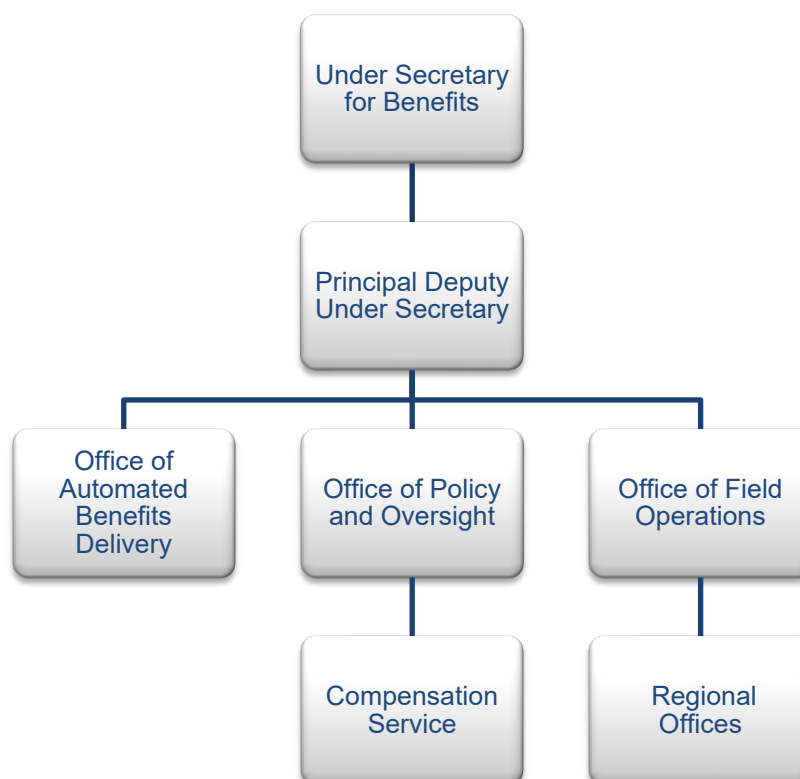 Under Secretary
for Benefits
Principal Deputy
Under Secretary
Office of
Automated
Benefits
Delivery
Office of Policy
and Oversight
Office of Field
Operations
Compensation
Service
Regional
Offices